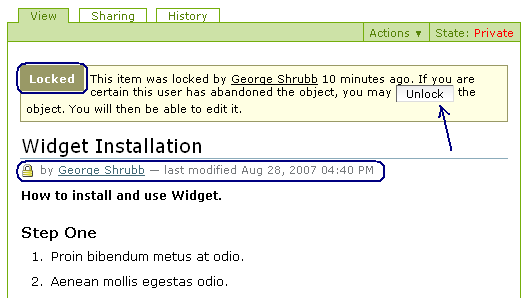 View Sharing History
Actions ▼ State: Private
Locked This item was locked by George Shrubb 10 minutes ago. If you are
certain this user has abandoned the object, you may Unlock the
object. You will then be able to edit it.
Widget Installation
by George Shrubb — last modified Aug 28, 2007 04:40 PM
How to install and use Widget.
Step One
1. Proin bibendum metus at odio.
2. Aenean mollis egestas odio.